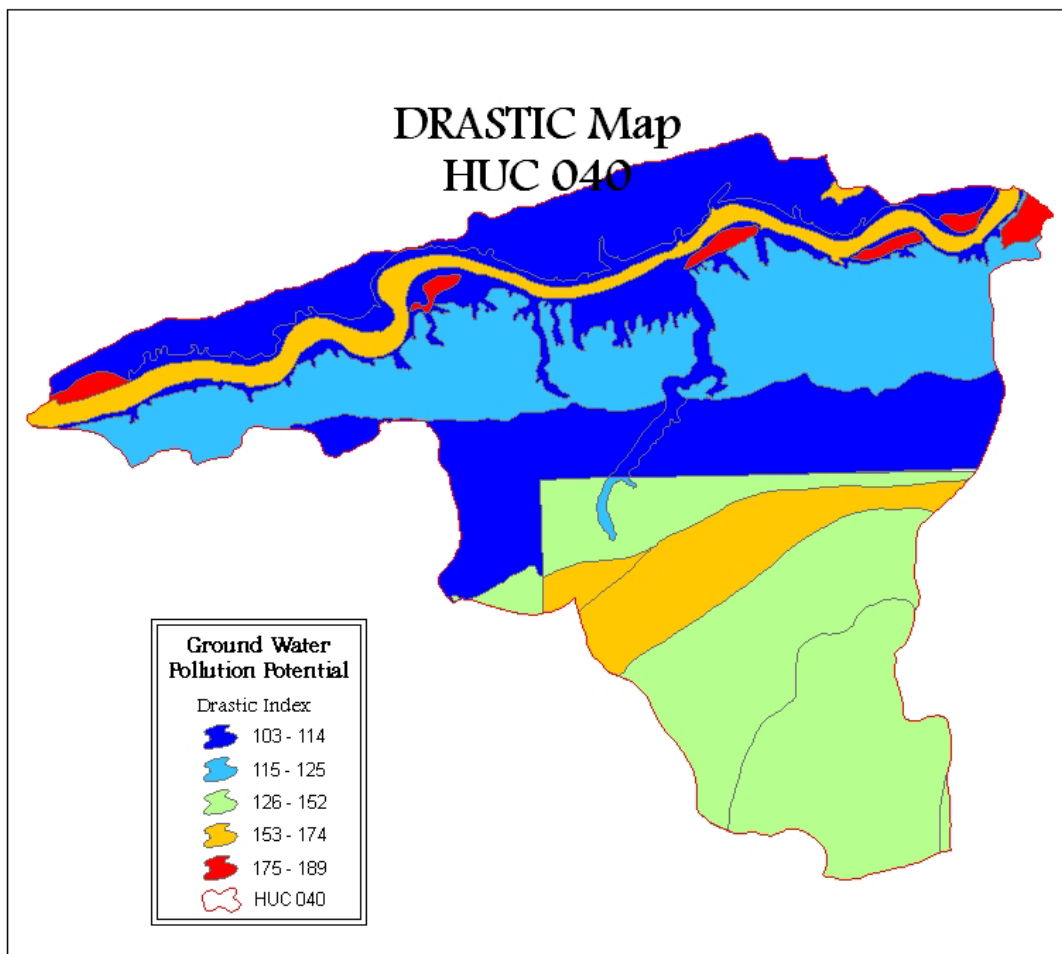 DRASTIC Map
HUC 040
Ground Water
Pollution Potential
Drastic Index
103 - 114
115 - 125
126 - 152
153 - 174
175 - 189
HUC 040